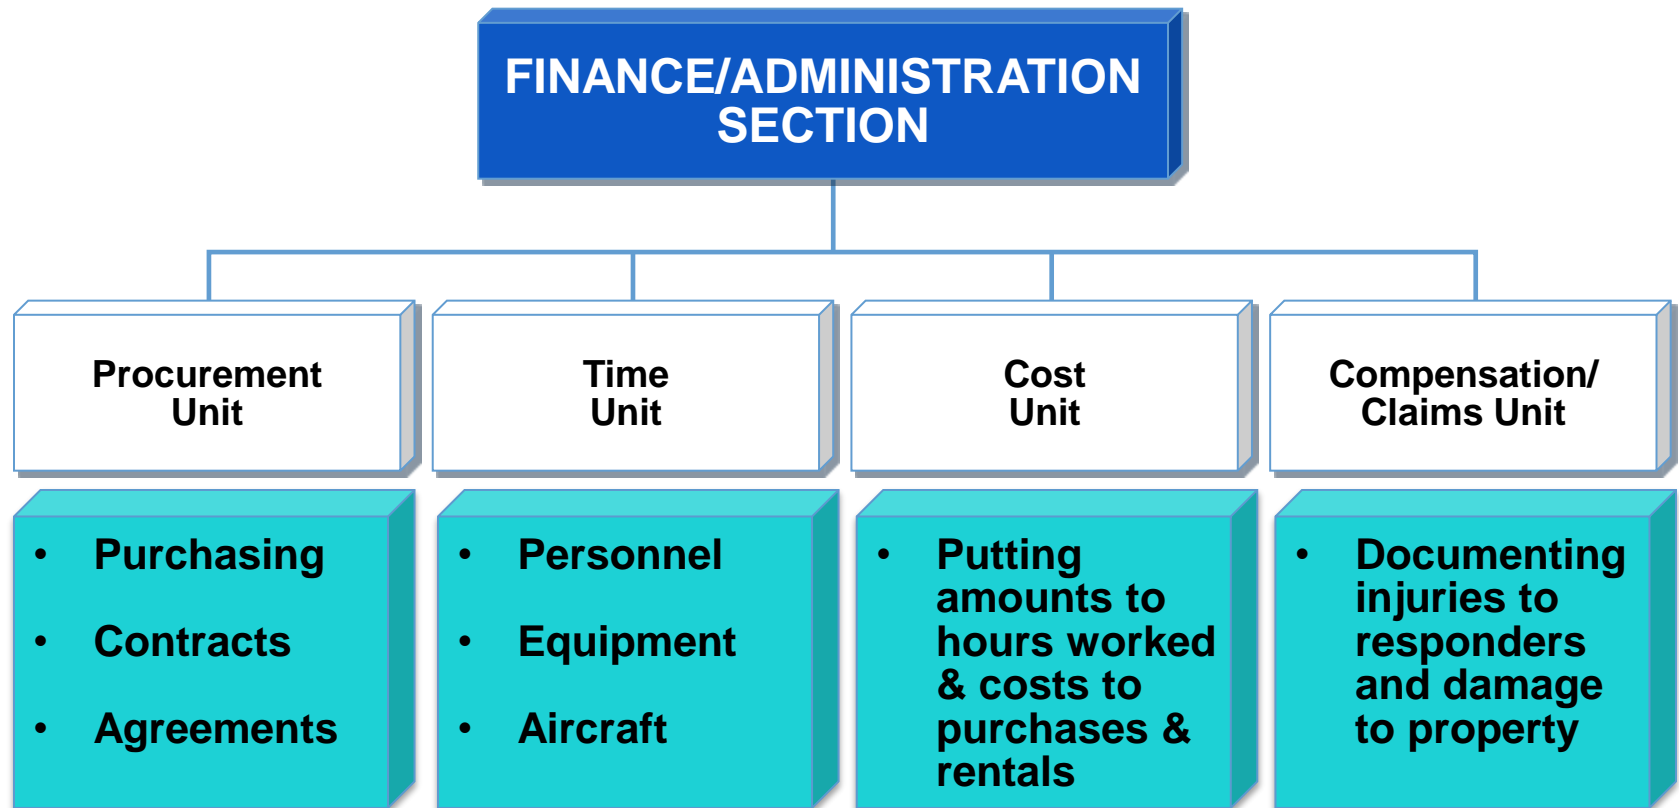 FINANCE/ADMINISTRATION
SECTION
Procurement
Unit
Time
Unit
Cost
Unit
Compensation/
Claims Unit
• Purchasing
• Contracts
• Agreements
• Personnel
• Equipment
• Aircraft
• Putting
amounts to
hours worked
& costs to
purchases &
rentals
• Documenting
injuries to
responders
and damage
to property